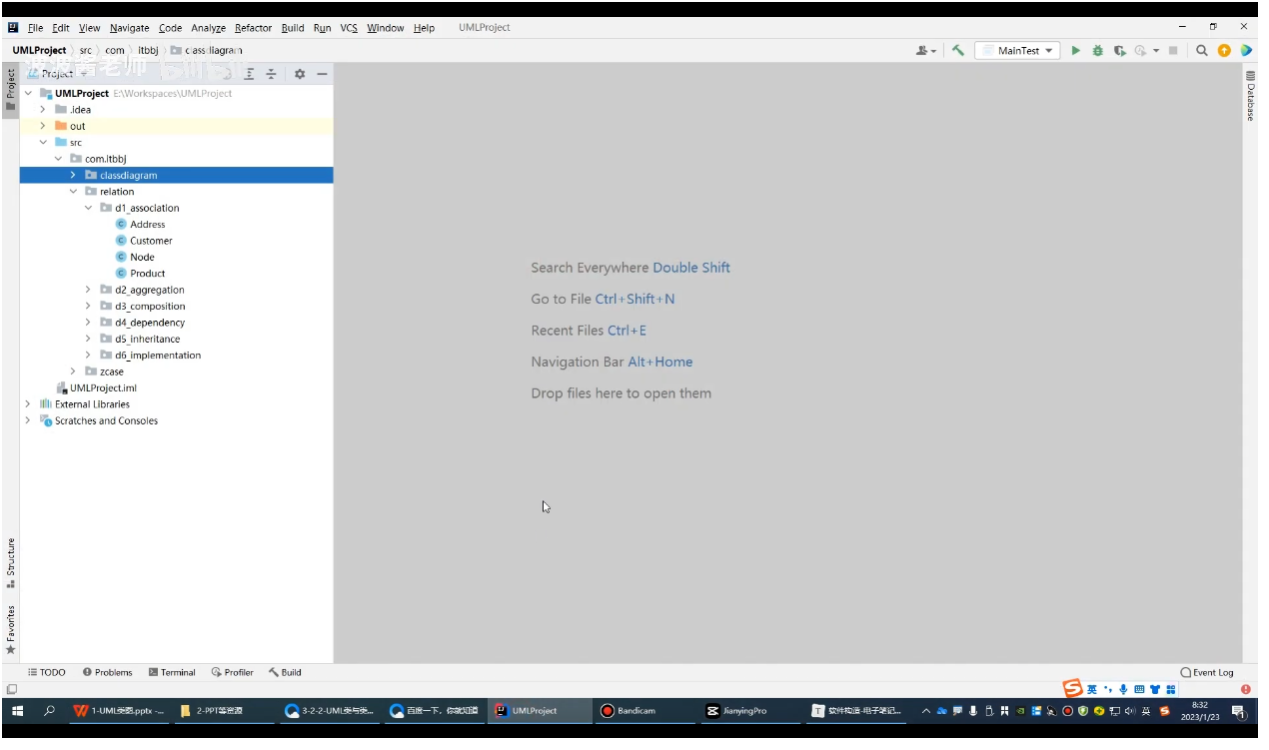 File Edit View Navigate Code Analyze Refactor Build Run VCS Window Help UMLProject
UMLProject src com itbbj classdiagram MainTest
老师 bilibili
Project
UMLProject E:\Workspaces\UMLProject
.idea
out
src
com.itbbj
classdiagram
relation
d1_association
Address
Customer
Node
Product
d2_aggregation
d3_composition
d4_dependency
d5_inheritance
d6_implementation
zcase
UMLProject.iml
External Libraries
Scratches and Consoles
Project
Structure
Favorites
Search Everywhere Double Shift
Go to File Ctrl+Shift+N
Recent Files Ctrl+E
Navigation Bar Alt+Home
Drop files here to open them
Database
TODO Problems Terminal Profiler Build Event Log
英
1-UML类图.pptx -... 2-PPT等资源 3-2-2-UML类与类... 百度一下，你就知道 UMLProject Bandicam JianyingPro 软件构造-电子笔记... 英 8:32
2023/1/23 1